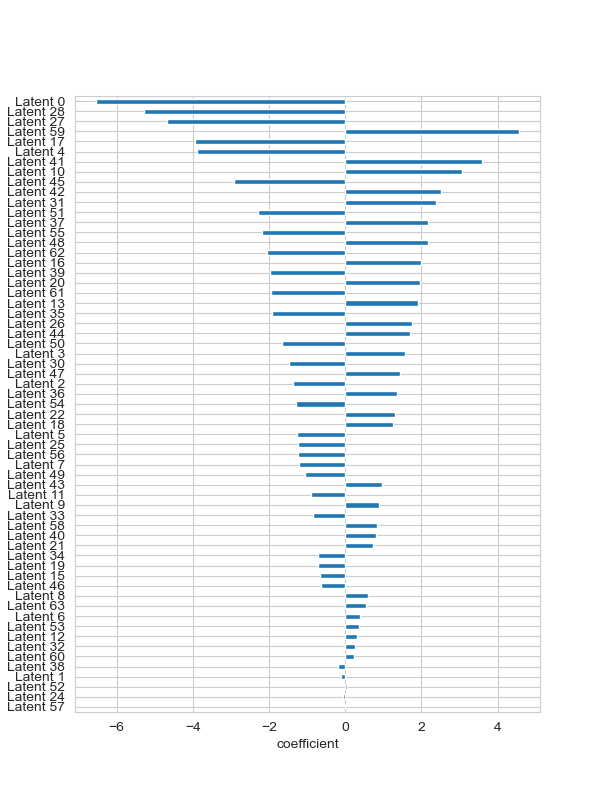 Latent 0
Latent 28
Latent 27
Latent 59
Latent 17
Latent 4
Latent 41
Latent 10
Latent 45
Latent 42
Latent 31
Latent 51
Latent 37
Latent 55
Latent 48
Latent 62
Latent 16
Latent 39
Latent 20
Latent 61
Latent 13
Latent 35
Latent 26
Latent 44
Latent 50
Latent 3
Latent 30
Latent 47
Latent 2
Latent 36
Latent 54
Latent 22
Latent 18
Latent 5
Latent 25
Latent 56
Latent 7
Latent 49
Latent 43
Latent 11
Latent 9
Latent 33
Latent 58
Latent 40
Latent 21
Latent 34
Latent 19
Latent 15
Latent 46
Latent 8
Latent 63
Latent 6
Latent 53
Latent 12
Latent 32
Latent 60
Latent 38
Latent 1
Latent 52
Latent 24
Latent 57
−6 −4 −2 0 2 4
coefficient